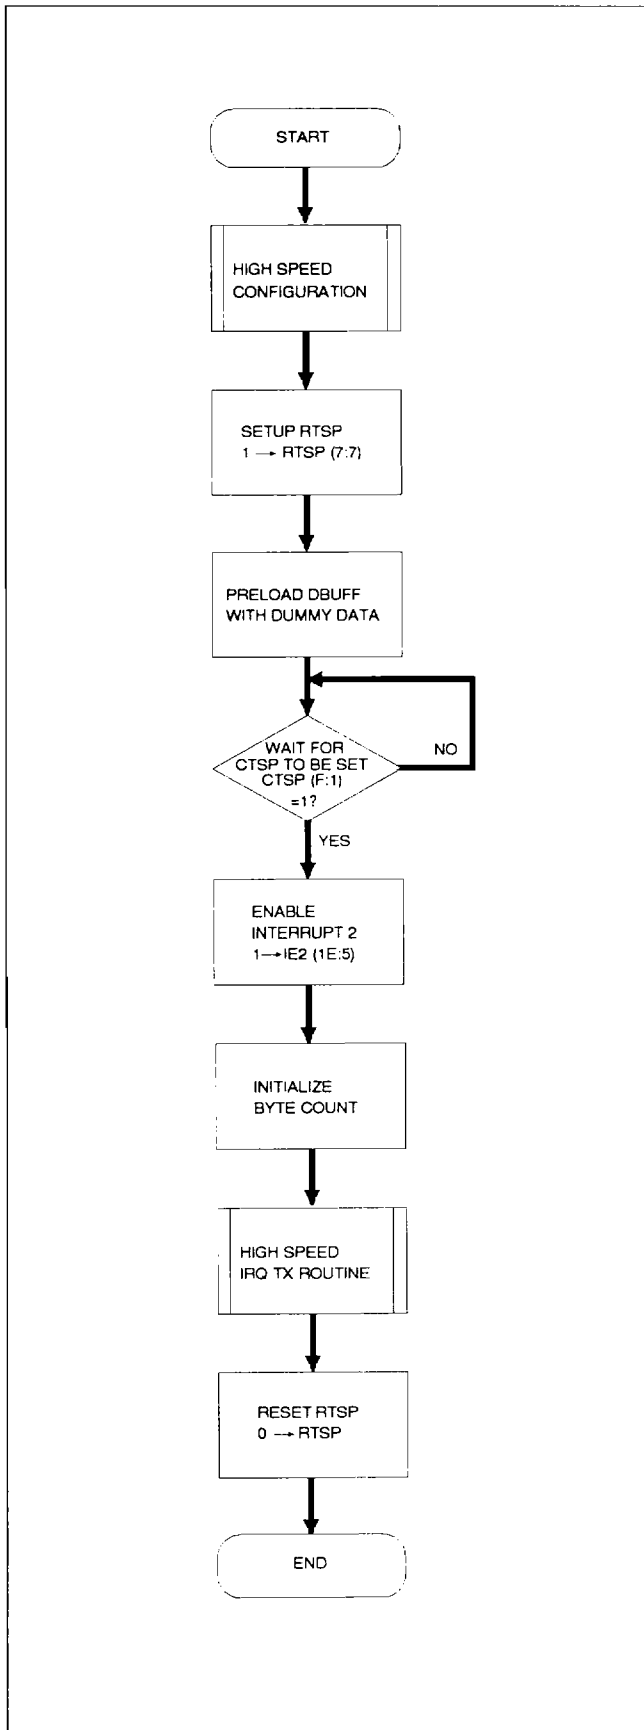 START
HIGH SPEED
CONFIGURATION
SETUP RTSP
1 → RTSP (7:7)
PRELOAD DBUFF
WITH DUMMY DATA
WAIT FOR
CTSP TO BE SET
CTSP (F:1)
=1?
NO
YES
ENABLE
INTERRUPT 2
1→IE2 (1E:5)
INITIALIZE
BYTE COUNT
HIGH SPEED
IRQ TX ROUTINE
RESET RTSP
0 → RTSP
END